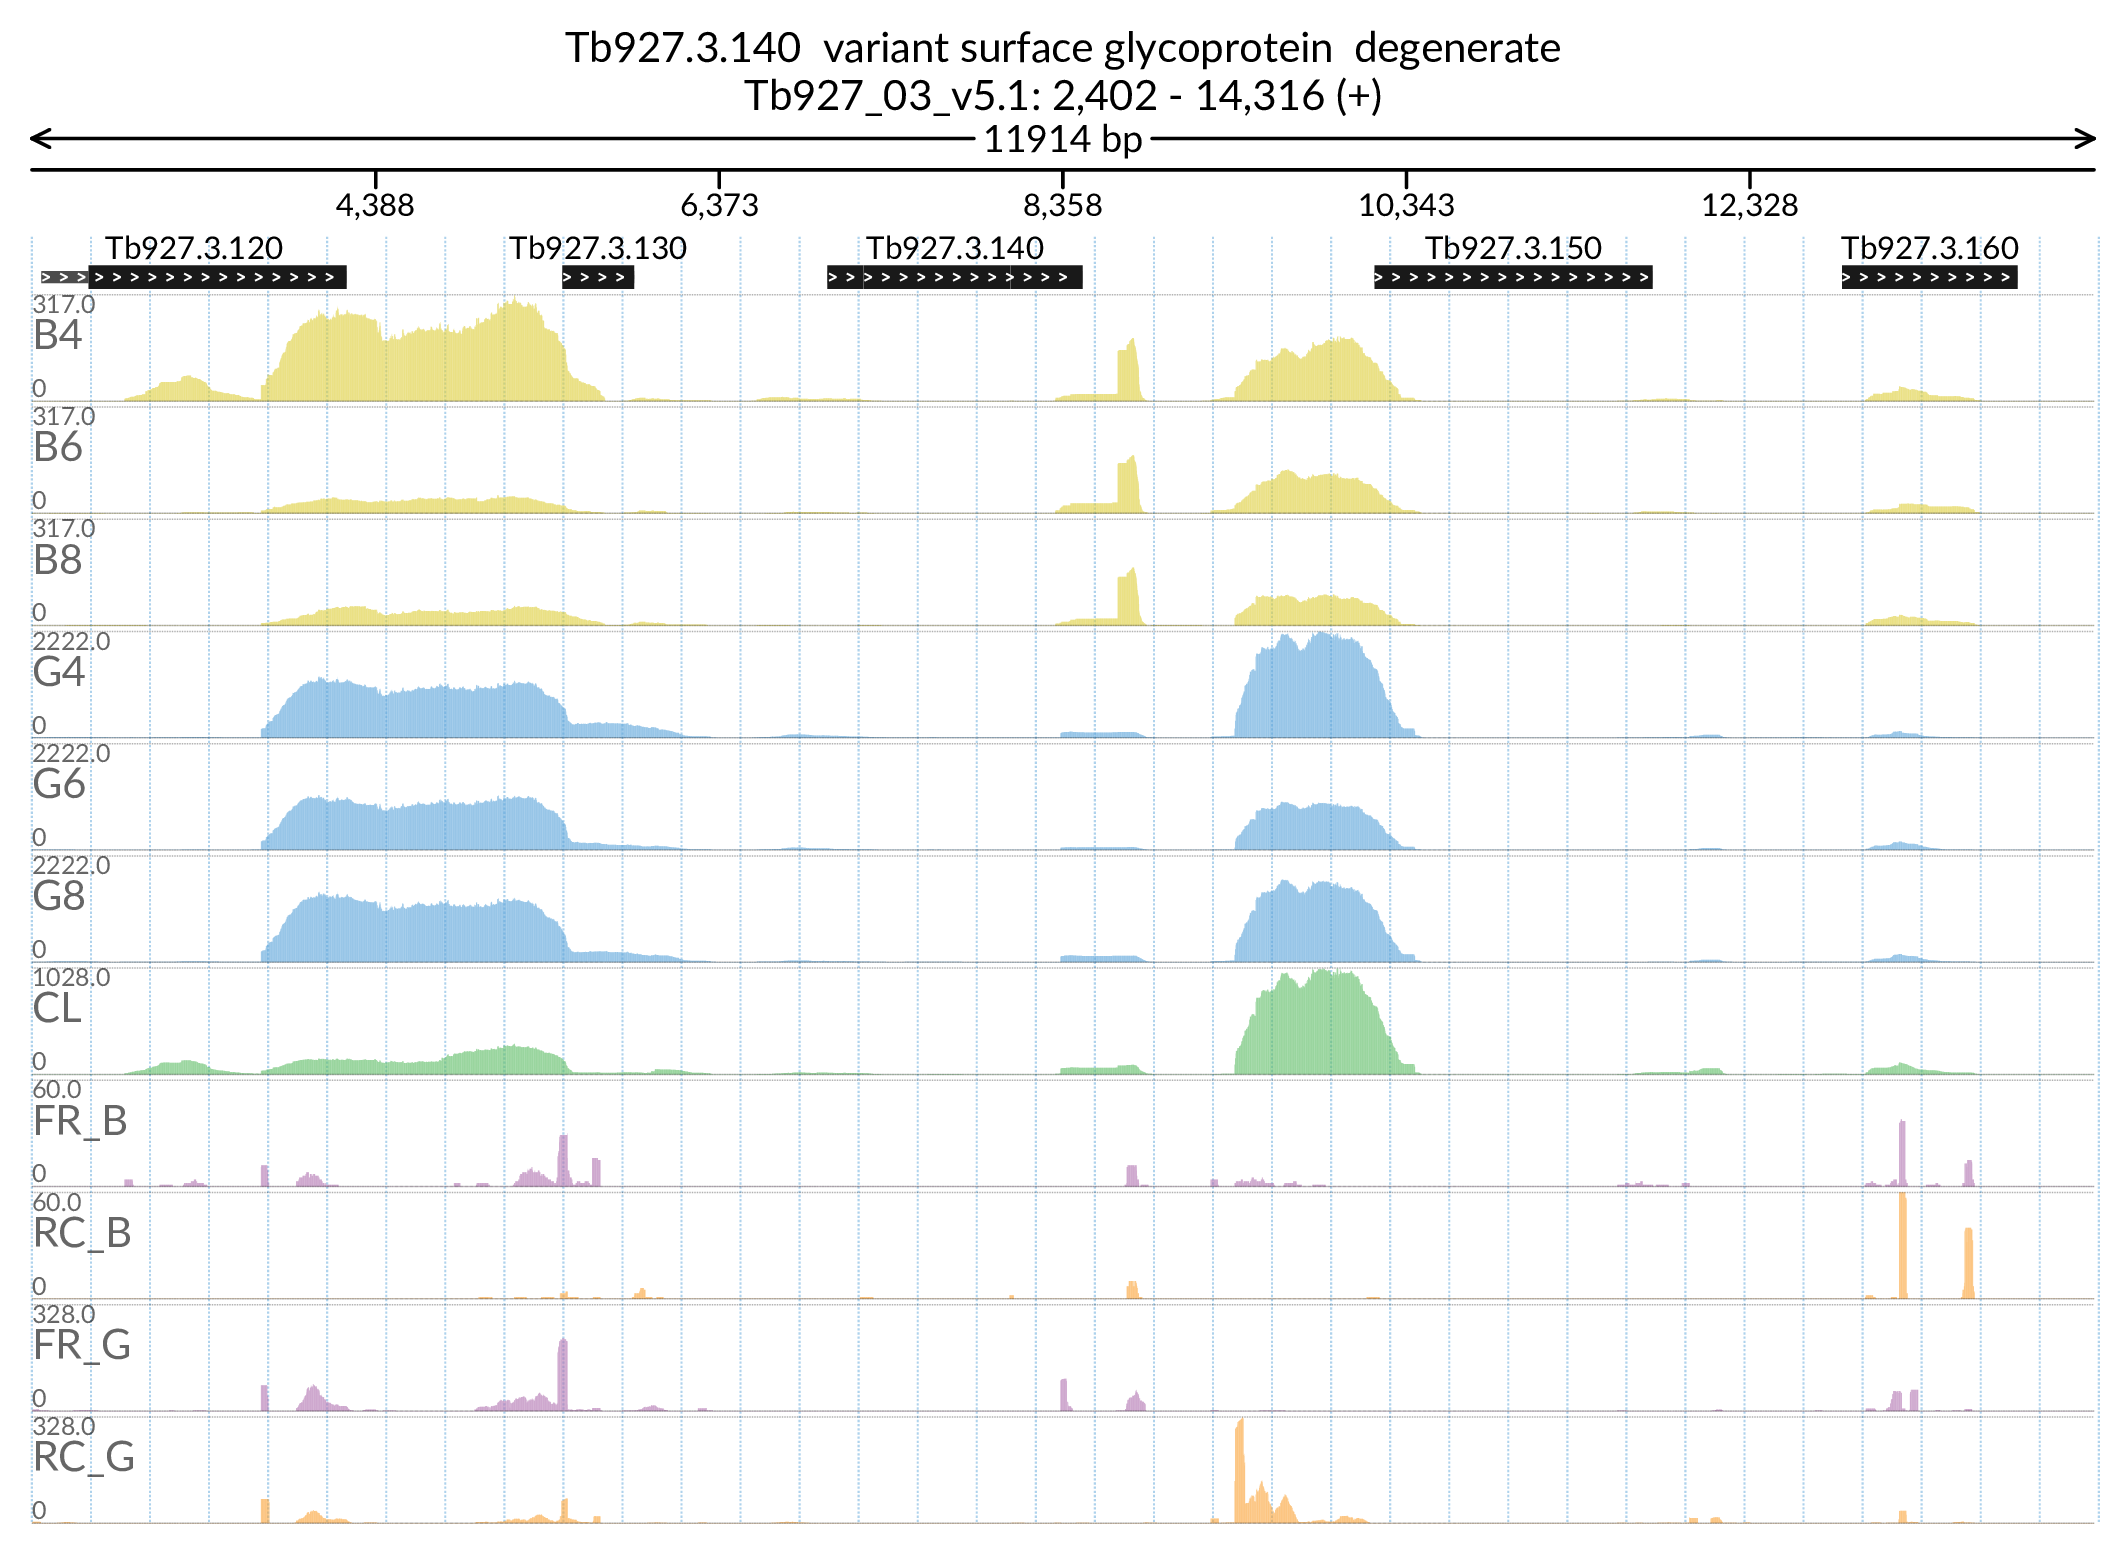 Tb927.3.140 variant surface glycoprotein degenerate
Tb927_03_v5.1: 2,402 - 14,316 (+)
11914 bp
4,388 6,373 8,358 10,343 12,328
Tb927.3.120 Tb927.3.130 Tb927.3.140 Tb927.3.150 Tb927.3.160
317.0
B4
0
317.0
B6
0
317.0
B8
0
2222.0
G4
0
2222.0
G6
0
2222.0
G8
0
1028.0
CL
0
60.0
FR_B
0
60.0
RC_B
0
328.0
FR_G
0
328.0
RC_G
0